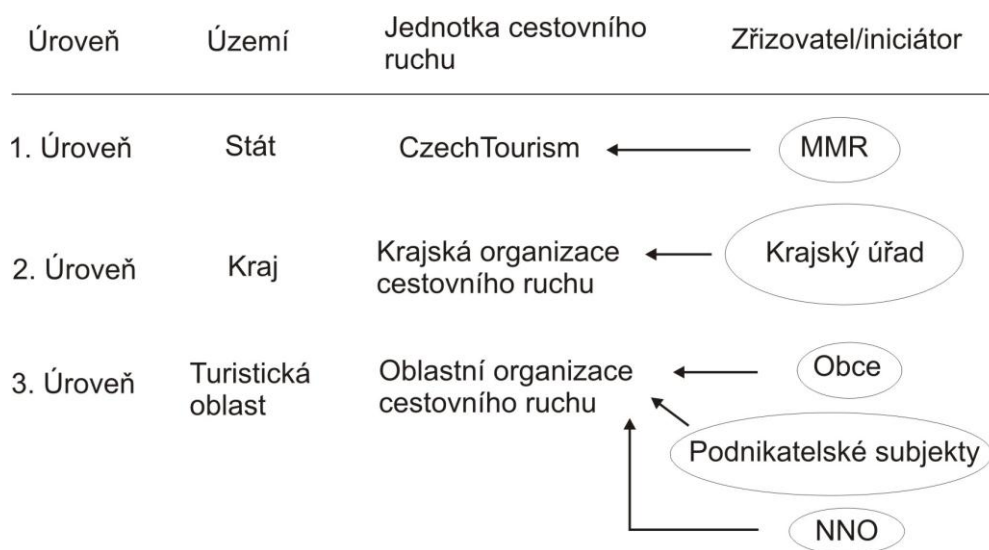 Úroveň Území Jednotka cestovního Zřizovatel/iniciátor
ruchu
1. Úroveň Stát CzechTourism MMR
2. Úroveň Kraj Krajská organizace Krajský úřad
cestovního ruchu
3. Úroveň Turistická Oblastní organizace Obce
oblast cestovního ruchu
Podnikatelské subjekty
NNO